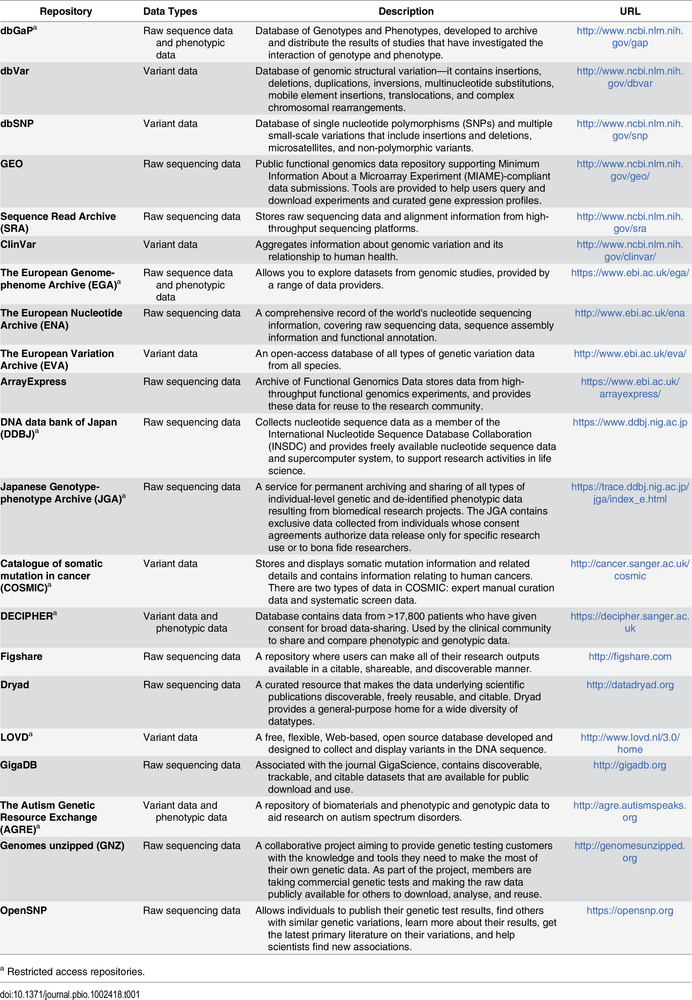 Repository Data Types Description URL
dbGaPa Raw sequence data Database of Genotypes and Phenotypes, developed to archive http://www.ncbi.nlm.nih.
and phenotypic and distribute the results of studies that have investigated the gov/gap
data interaction of genotype and phenotype.
dbVar Variant data Database of genomic structural variation—it contains insertions, http://www.ncbi.nlm.nih.
deletions, duplications, inversions, multinucleotide substitutions, gov/dbvar
mobile element insertions, translocations, and complex
chromosomal rearrangements.
dbSNP Variant data Database of single nucleotide polymorphisms (SNPs) and multiple http://www.ncbi.nlm.nih.
small-scale variations that include insertions and deletions, gov/snp
microsatellites, and non-polymorphic variants.
GEO Raw sequencing data Public functional genomics data repository supporting Minimum http://www.ncbi.nlm.nih.
Information About a Microarray Experiment (MIAME)-compliant gov/geo/
data submissions. Tools are provided to help users query and
download experiments and curated gene expression profiles.
Sequence Read Archive Raw sequencing data Stores raw sequencing data and alignment information from high- http://www.ncbi.nlm.nih.
(SRA) throughput sequencing platforms. gov/sra
ClinVar Variant data Aggregates information about genomic variation and its http://www.ncbi.nlm.nih.
relationship to human health. gov/clinvar/
The European Genome- Raw sequence data Allows you to explore datasets from genomic studies, provided by https://www.ebi.ac.uk/ega/
phenome Archive (EGA)a and phenotypic a range of data providers.
data
The European Nucleotide Raw sequencing data A comprehensive record of the world's nucleotide sequencing http://www.ebi.ac.uk/ena
Archive (ENA) information, covering raw sequencing data, sequence assembly
information and functional annotation.
The European Variation Variant data An open-access database of all types of genetic variation data http://www.ebi.ac.uk/eva/
Archive (EVA) from all species.
ArrayExpress Raw sequencing data Archive of Functional Genomics Data stores data from high- https://www.ebi.ac.uk/
throughput functional genomics experiments, and provides arrayexpress/
these data for reuse to the research community.
DNA data bank of Japan Raw sequencing data Collects nucleotide sequence data as a member of the https://www.ddbj.nig.ac.jp
(DDBJ)a International Nucleotide Sequence Database Collaboration
(INSDC) and provides freely available nucleotide sequence data
and supercomputer system, to support research activities in life
science.
Japanese Genotype- Raw sequencing data A service for permanent archiving and sharing of all types of https://trace.ddbj.nig.ac.jp/
phenotype Archive (JGA)a individual-level genetic and de-identified phenotypic data jga/index_e.html
resulting from biomedical research projects. The JGA contains
exclusive data collected from individuals whose consent
agreements authorize data release only for specific research
use or to bona fide researchers.
Catalogue of somatic Variant data Stores and displays somatic mutation information and related http://cancer.sanger.ac.uk/
mutation in cancer details and contains information relating to human cancers. cosmic
(COSMIC)a There are two types of data in COSMIC: expert manual curation
data and systematic screen data.
DECIPHERa Variant data and Database contains data from >17,800 patients who have given https://decipher.sanger.ac.
phenotypic data consent for broad data-sharing. Used by the clinical community uk
to share and compare phenotypic and genotypic data.
Figshare Raw sequencing data A repository where users can make all of their research outputs http://figshare.com
available in a citable, shareable, and discoverable manner.
Dryad Raw sequencing data A curated resource that makes the data underlying scientific http://datadryad.org
publications discoverable, freely reusable, and citable. Dryad
provides a general-purpose home for a wide diversity of
datatypes.
LOVDa Variant data A free, flexible, Web-based, open source database developed and http://www.lovd.nl/3.0/
designed to collect and display variants in the DNA sequence. home
GigaDB Raw sequencing data Associated with the journal GigaScience, contains discoverable, http://gigadb.org
trackable, and citable datasets that are available for public
download and use.
The Autism Genetic Variant data and A repository of biomaterials and phenotypic and genotypic data to http://agre.autismspeaks.
Resource Exchange phenotypic data aid research on autism spectrum disorders. org
(AGRE)a
Genomes unzipped (GNZ) Raw sequencing data A collaborative project aiming to provide genetic testing customers http://genomesunzipped.
with the knowledge and tools they need to make the most of org
their own genetic data. As part of the project, members are
taking commercial genetic tests and making the raw data
publicly available for others to download, analyse, and reuse.
OpenSNP Raw sequencing data Allows individuals to publish their genetic test results, find others https://opensnp.org
with similar genetic variations, learn more about their results, get
the latest primary literature on their variations, and help
scientists find new associations.
a Restricted access repositories.
doi:10.1371/journal.pbio.1002418.t001